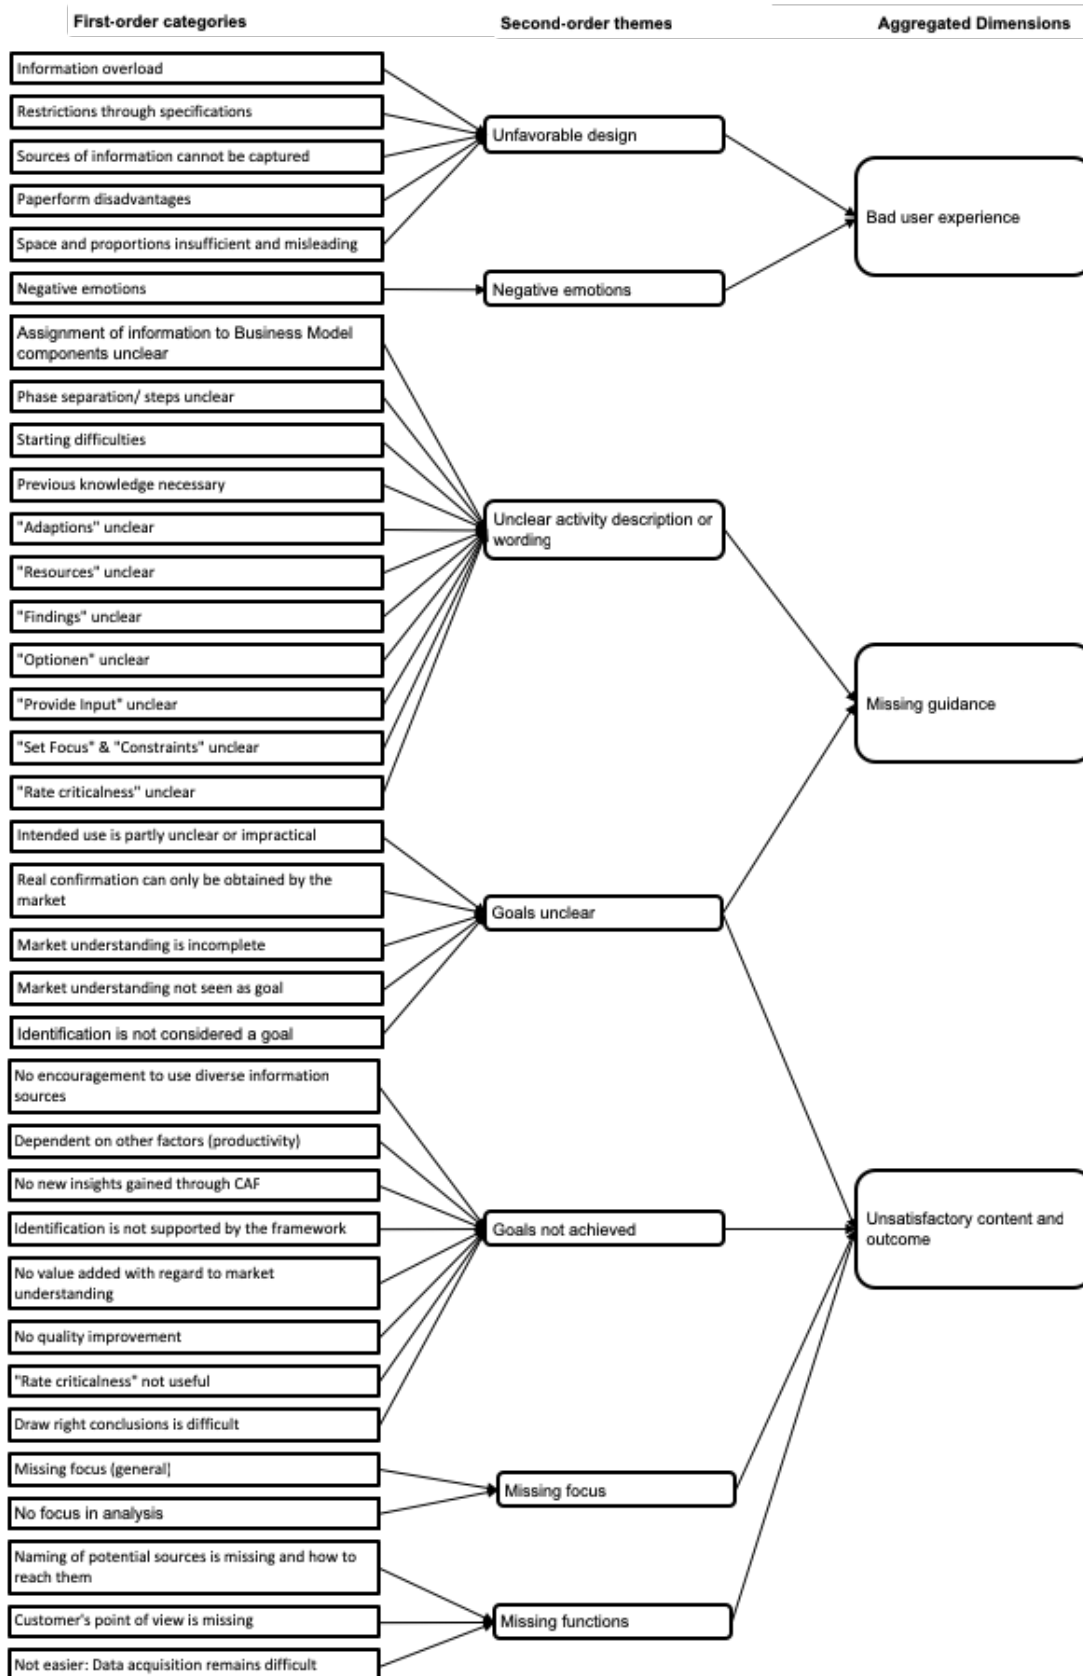 First-order categories
Second-order themes
Aggregated Dimensions
Information overload
Restrictions through specifications
Sources of information cannot be captured
Paperform disadvantages
Space and proportions insufficient and misleading
Negative emotions
Assignment of information to Business Model
components unclear
Phase separation/ steps unclear
Starting difficulties
Previous knowledge necessary
"Adaptions" unclear
"Resources" unclear
"Findings" unclear
"Optionen" unclear
"Provide Input" unclear
"Set Focus" & "Constraints" unclear
"Rate criticalness" unclear
Intended use is partly unclear or impractical
Real confirmation can only be obtained by the
market
Market understanding is incomplete
Market understanding not seen as goal
Identification is not considered a goal
No encouragement to use diverse information
sources
Dependent on other factors (productivity)
No new insights gained through CAF
Identification is not supported by the framework
No value added with regard to market
understanding
No quality improvement
"Rate criticalness" not useful
Draw right conclusions is difficult
Missing focus (general)
No focus in analysis
Naming of potential sources is missing and how to
reach them
Customer's point of view is missing
Not easier: Data acquisition remains difficult
Unfavorable design
Negative emotions
Unclear activity description or
wording
Goals unclear
Goals not achieved
Missing focus
Missing functions
Bad user experience
Missing guidance
Unsatisfactory content and
outcome